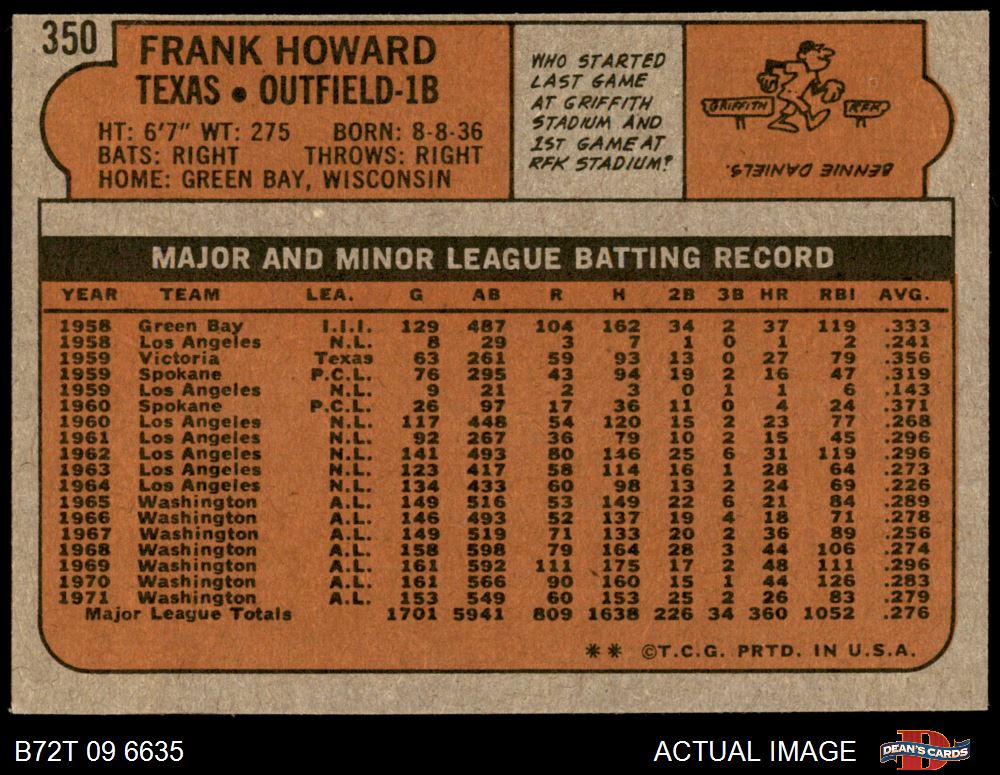 350
FRANK HOWARD
TEXAS • OUTFIELD-1B
HT: 6'7" WT: 275 BORN: 8-8-36
BATS: RIGHT THROWS: RIGHT
HOME: GREEN BAY, WISCONSIN
WHO STARTED
LAST GAME
AT GRIFFITH
STADIUM AND
1ST GAME AT
RFK STADIUM?
GRIFFITH
RFK
BENNIE DANIELS.
MAJOR AND MINOR LEAGUE BATTING RECORD
YEAR TEAM LEA. G AB R H 2B 3B HR RBI AVG.
1958 Green Bay I.I.I. 129 487 104 162 34 2 37 119 .333
1958 Los Angeles N.L. 8 29 3 7 1 0 1 2 .241
1959 Victoria Texas 63 261 59 93 13 0 27 79 .356
1959 Spokane P.C.L. 76 295 43 94 19 2 16 47 .319
1959 Los Angeles N.L. 9 21 2 3 0 1 1 6 .143
1960 Spokane P.C.L. 26 97 17 36 11 0 4 24 .371
1960 Los Angeles N.L. 117 448 54 120 15 2 23 77 .268
1961 Los Angeles N.L. 92 267 36 79 10 2 15 45 .296
1962 Los Angeles N.L. 141 493 80 146 25 6 31 119 .296
1963 Los Angeles N.L. 123 417 58 114 16 1 28 64 .273
1964 Los Angeles N.L. 134 433 60 98 13 2 24 69 .226
1965 Washington A.L. 149 516 53 149 22 6 21 84 .289
1966 Washington A.L. 146 493 52 137 19 4 18 71 .278
1967 Washington A.L. 149 519 71 133 20 2 36 89 .256
1968 Washington A.L. 158 598 79 164 28 3 44 106 .274
1969 Washington A.L. 161 592 111 175 17 2 48 111 .296
1970 Washington A.L. 161 566 90 160 15 1 44 126 .283
1971 Washington A.L. 153 549 60 153 25 2 26 83 .279
Major League Totals 1701 5941 809 1638 226 34 360 1052 .276
** ©T.C.G. PRTD. IN U.S.A.
B72T 09 6635
ACTUAL IMAGE
D
DEAN'S CARDS